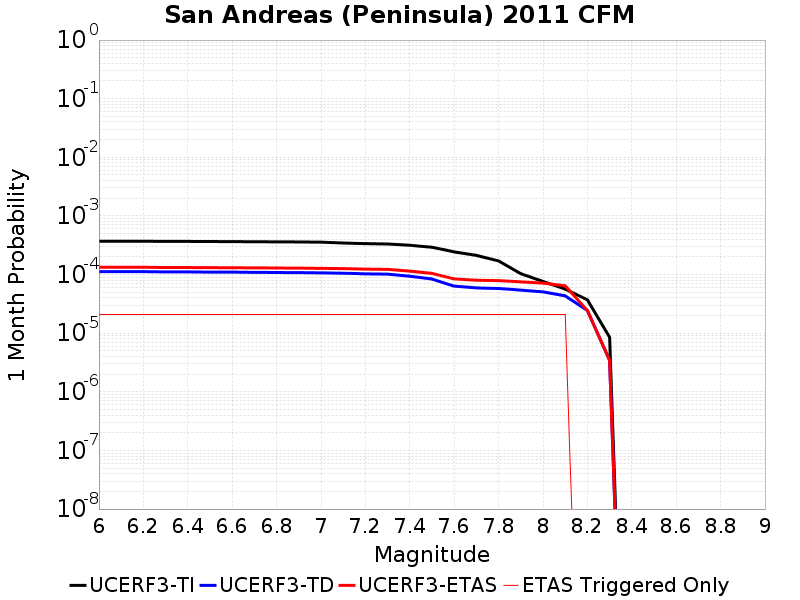 San Andreas (Peninsula) 2011 CFM
1 Month Probability
10^0
10^-1
10^-2
10^-3
10^-4
10^-5
10^-6
10^-7
10^-8
6 6.2 6.4 6.6 6.8 7 7.2 7.4 7.6 7.8 8 8.2 8.4 8.6 8.8 9
Magnitude
UCERF3-TI UCERF3-TD UCERF3-ETAS ETAS Triggered Only